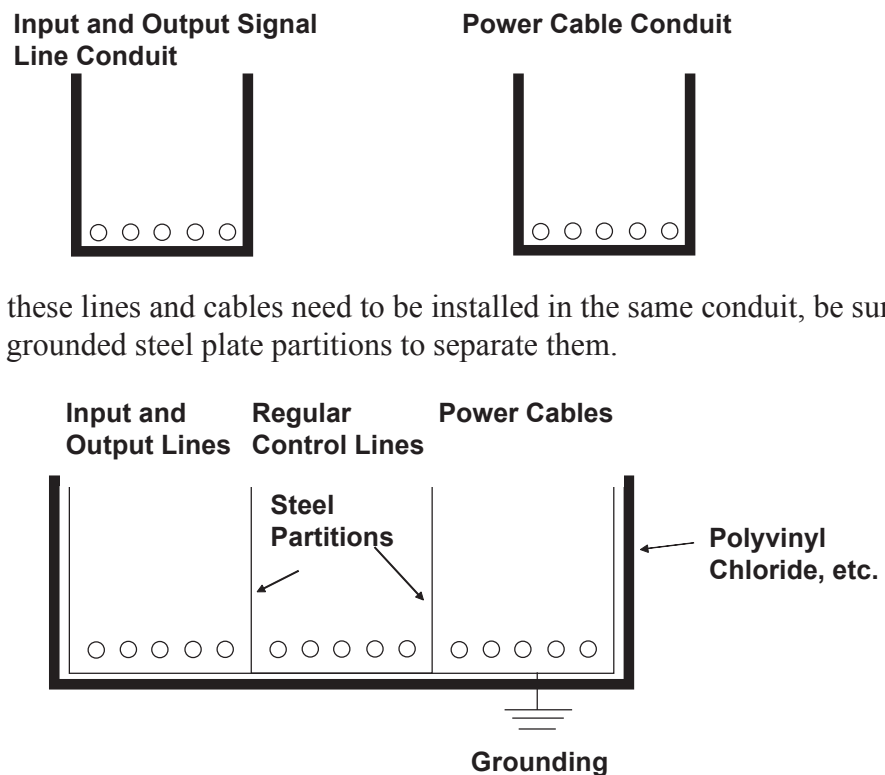 Input and Output Signal
Line Conduit
Power Cable Conduit
these lines and cables need to be installed in the same conduit, be
grounded steel plate partitions to separate them.
Input and
Output Lines
Regular
Control Lines
Power Cables
Steel
Partitions
Polyvinyl
Chloride, etc.
Grounding